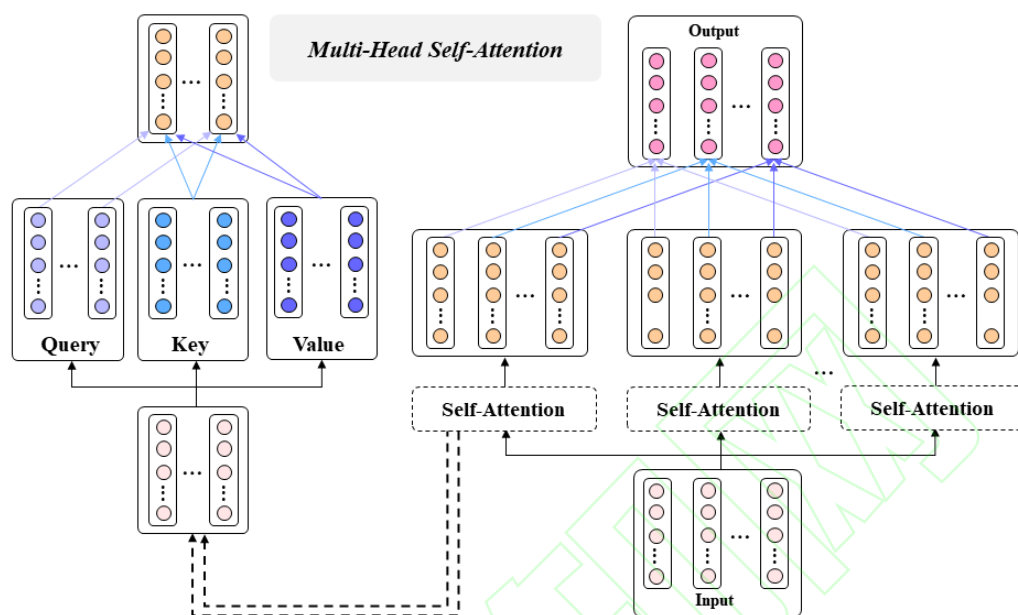 Multi-Head Self-Attention
Output
Query
Key
Value
Self-Attention
Self-Attention
Self-Attention
Input